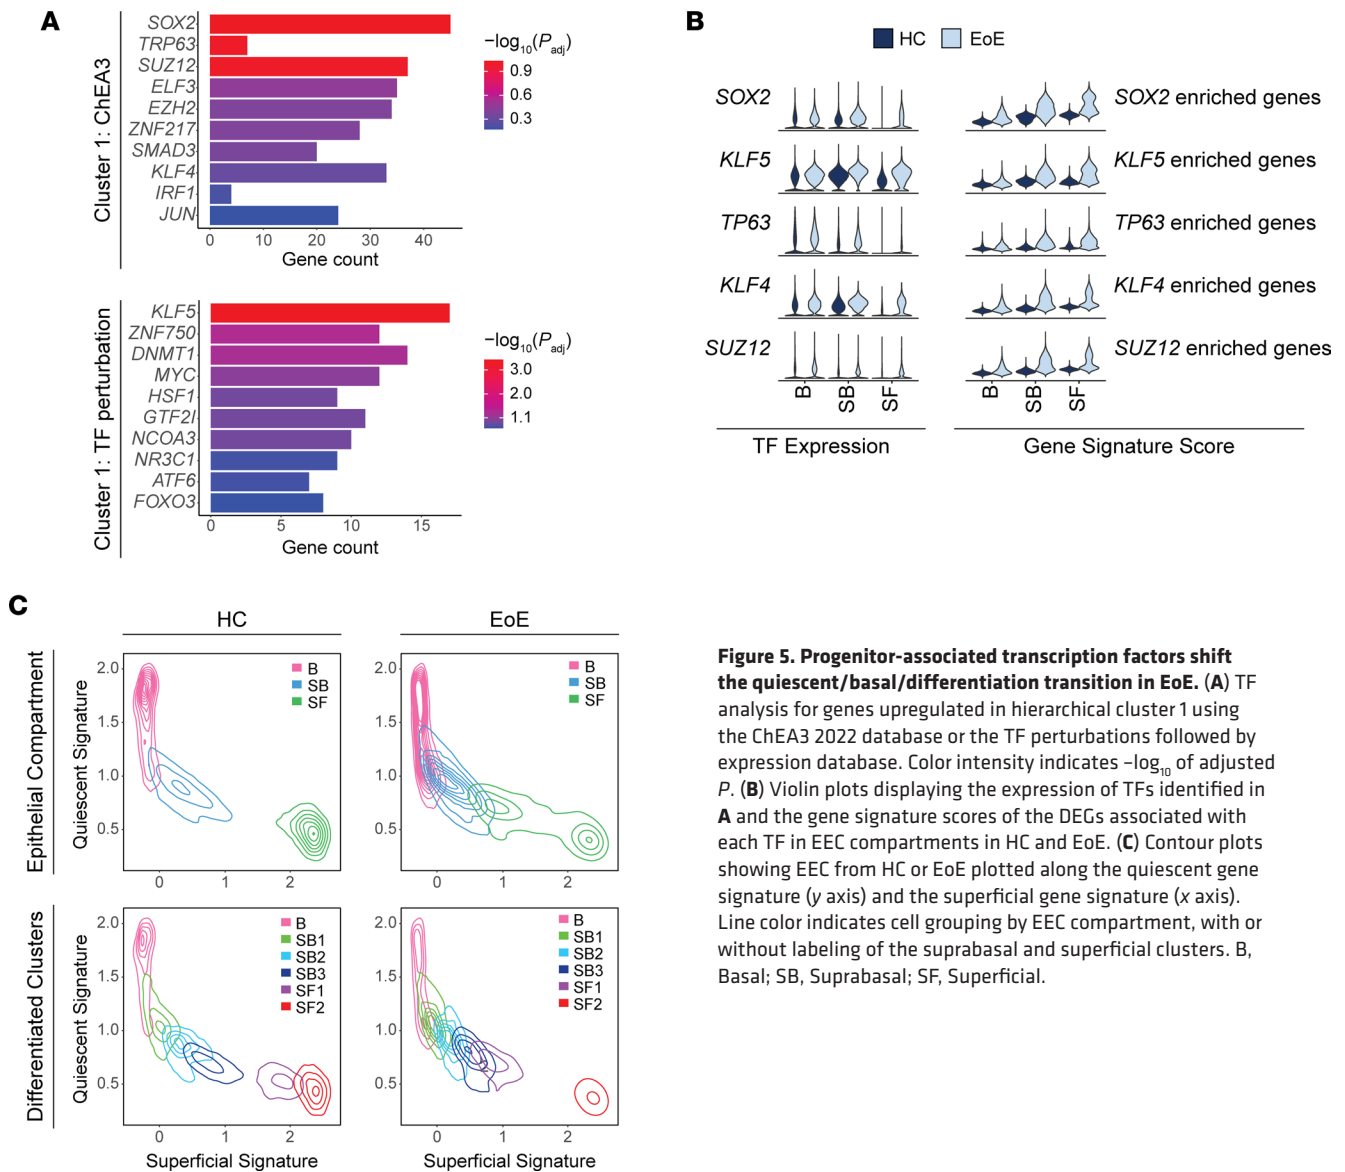 A
Cluster 1: ChEA3
SOX2
TRP63
SUZ12
ELF3
EZH2
ZNF217
SMAD3
KLF4
IRF1
JUN
0 10 20 30 40
Gene count
−log10(Padj)
0.9
0.6
0.3
Cluster 1: TF perturbation
KLF5
ZNF750
DNMT1
MYC
HSF1
GTF2I
NCOA3
NR3C1
ATF6
FOXO3
0 5 10 15
Gene count
−log10(Padj)
3.0
2.0
1.1
B
HC EoE
SOX2 SOX2 enriched genes
KLF5 KLF5 enriched genes
TP63 TP63 enriched genes
KLF4 KLF4 enriched genes
SUZ12 SUZ12 enriched genes
B SB SF B SB SF
TF Expression Gene Signature Score
C
HC EoE
Epithelial Compartment
Quiescent Signature
2.0
1.5
1.0
0.5
0 1 2
B
SB
SF
2.0
1.5
1.0
0.5
0 1 2
B
SB
SF
Differentiated Clusters
Quiescent Signature
2.0
1.5
1.0
0.5
0 1 2
Superficial Signature
B
SB1
SB2
SB3
SF1
SF2
2.0
1.5
1.0
0.5
0 1 2
Superficial Signature
B
SB1
SB2
SB3
SF1
SF2
Figure 5. Progenitor-associated transcription factors shift
the quiescent/basal/differentiation transition in EoE. (A) TF
analysis for genes upregulated in hierarchical cluster 1 using
the ChEA3 2022 database or the TF perturbations followed by
expression database. Color intensity indicates –log10 of adjusted
P. (B) Violin plots displaying the expression of TFs identified in
A and the gene signature scores of the DEGs associated with
each TF in EEC compartments in HC and EoE. (C) Contour plots
showing EEC from HC or EoE plotted along the quiescent gene
signature (y axis) and the superficial gene signature (x axis).
Line color indicates cell grouping by EEC compartment, with or
without labeling of the suprabasal and superficial clusters. B,
Basal; SB, Suprabasal; SF, Superficial.